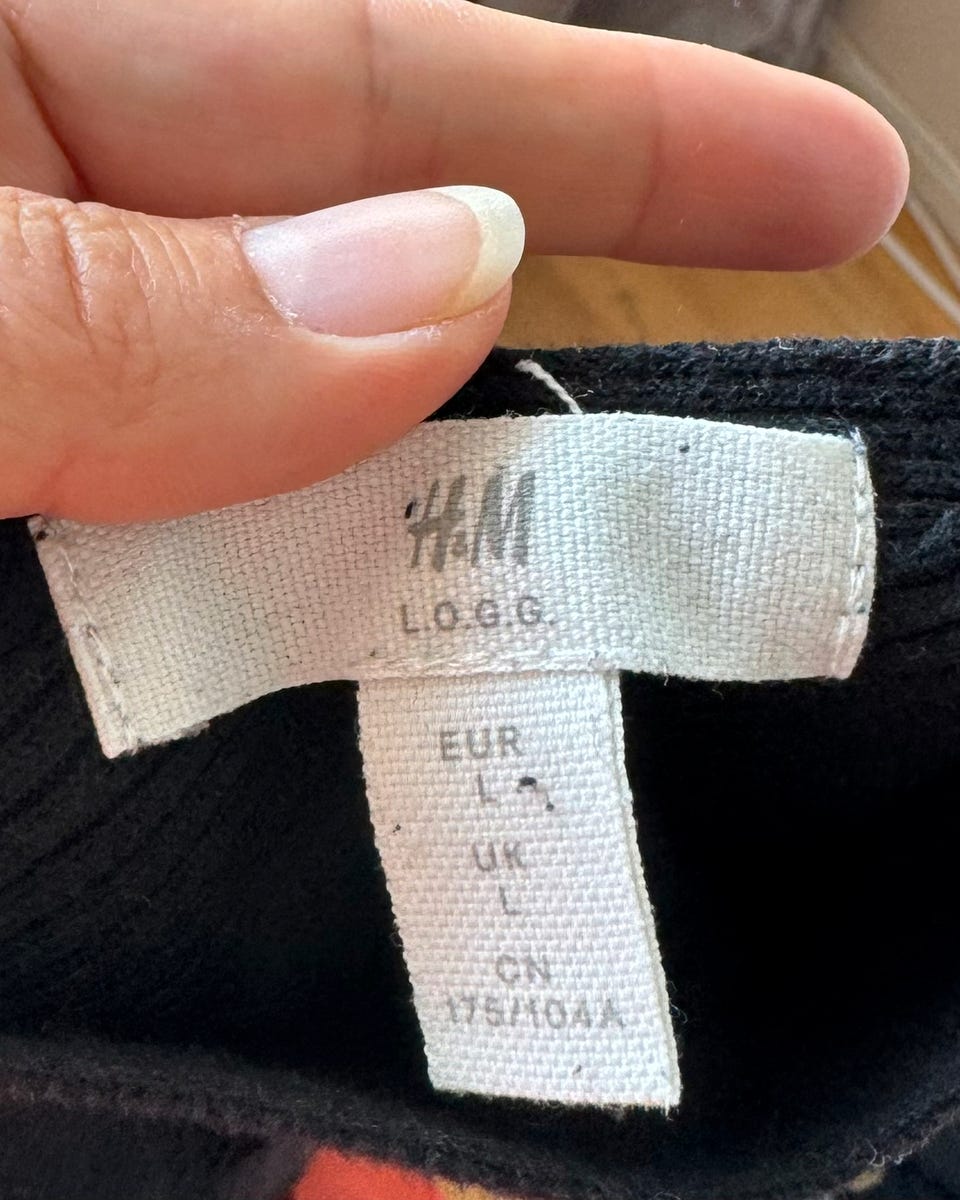 H&M
L.O.G.G.
EUR
L
UK
L
CN
175/104A